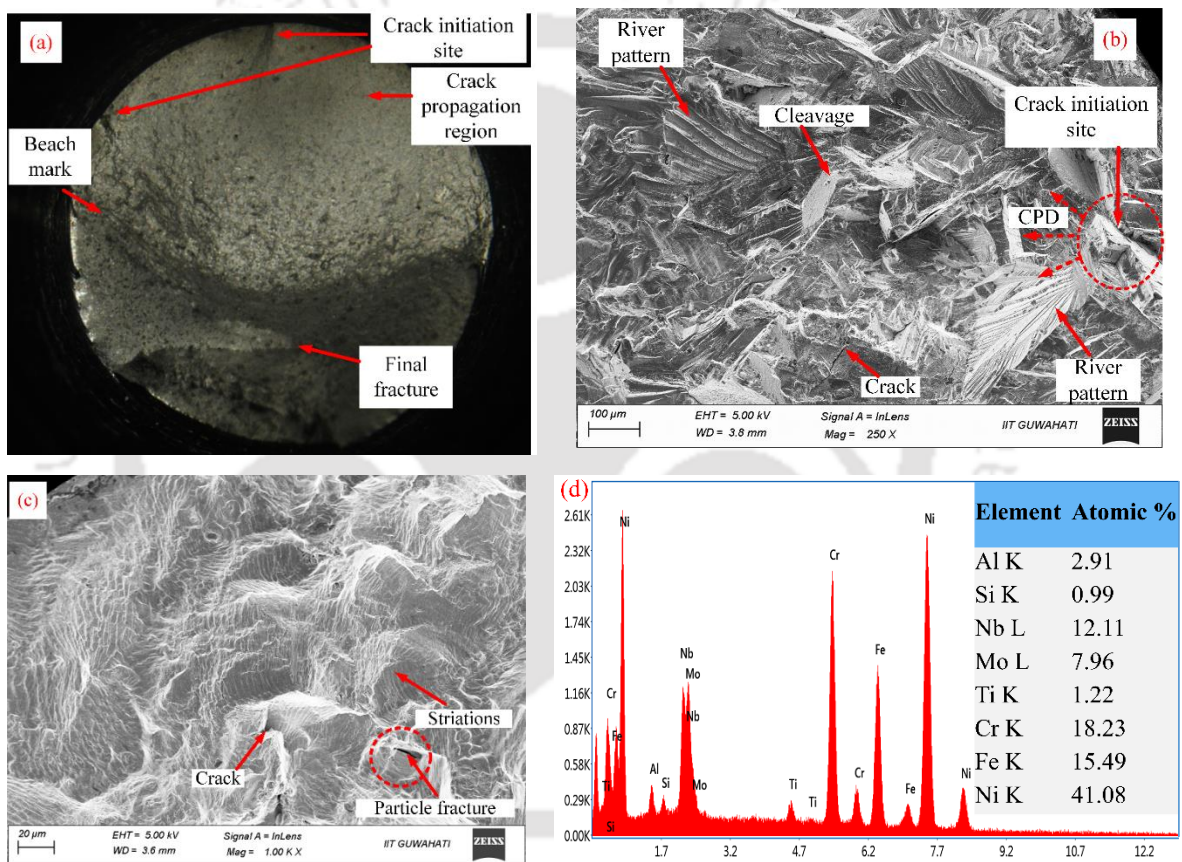 (a)
Crack initiation
site
Crack
propagation
region
Beach
mark
Final
fracture
(b)
River
pattern
Cleavage
Crack initiation
site
CPD
River
pattern
Crack
100 µm
EHT = 5.00 kV
WD = 3.8 mm
Signal A = InLens
Mag = 250 X
IIT GUWAHATI
ZEISS
(c)
Striations
Crack
Particle fracture
20 µm
EHT = 5.00 kV
WD = 3.6 mm
Signal A = InLens
Mag = 1.00 K X
IIT GUWAHATI
ZEISS
(d)
2.61K
2.32K
2.03K
1.74K
1.45K
1.16K
0.87K
0.58K
0.29K
0.00K
Ni
Cr
Fe
Ti
Si
Al
Si
Nb
Mo
Nb
Mo
Ti
Ti
Cr
Cr
Fe
Fe
Ni
Ni
1.7 3.2 4.7 6.2 7.7 9.2 10.7 12.2
Element Atomic %
Al K 2.91
Si K 0.99
Nb L 12.11
Mo L 7.96
Ti K 1.22
Cr K 18.23
Fe K 15.49
Ni K 41.08